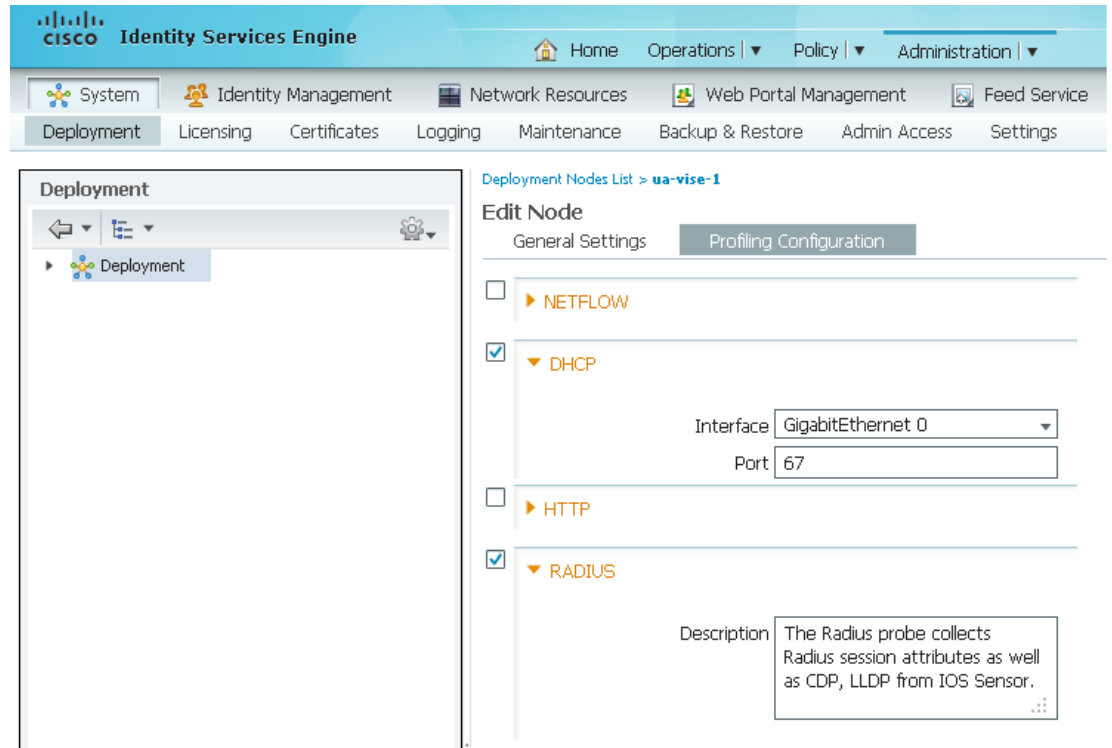 CISCO Identity Services Engine
Home Operations | Policy | Administration |
System Identity Management Network Resources Web Portal Management Feed Service
Deployment Licensing Certificates Logging Maintenance Backup & Restore Admin Access Settings
Deployment
Deployment
Deployment Nodes List > ua-vise-1
Edit Node
General Settings Profiling Configuration
NETFLOW
DHCP
Interface GigabitEthernet 0
Port 67
HTTP
RADIUS
Description The Radius probe collects
Radius session attributes as well
as CDP, LLDP from IOS Sensor.